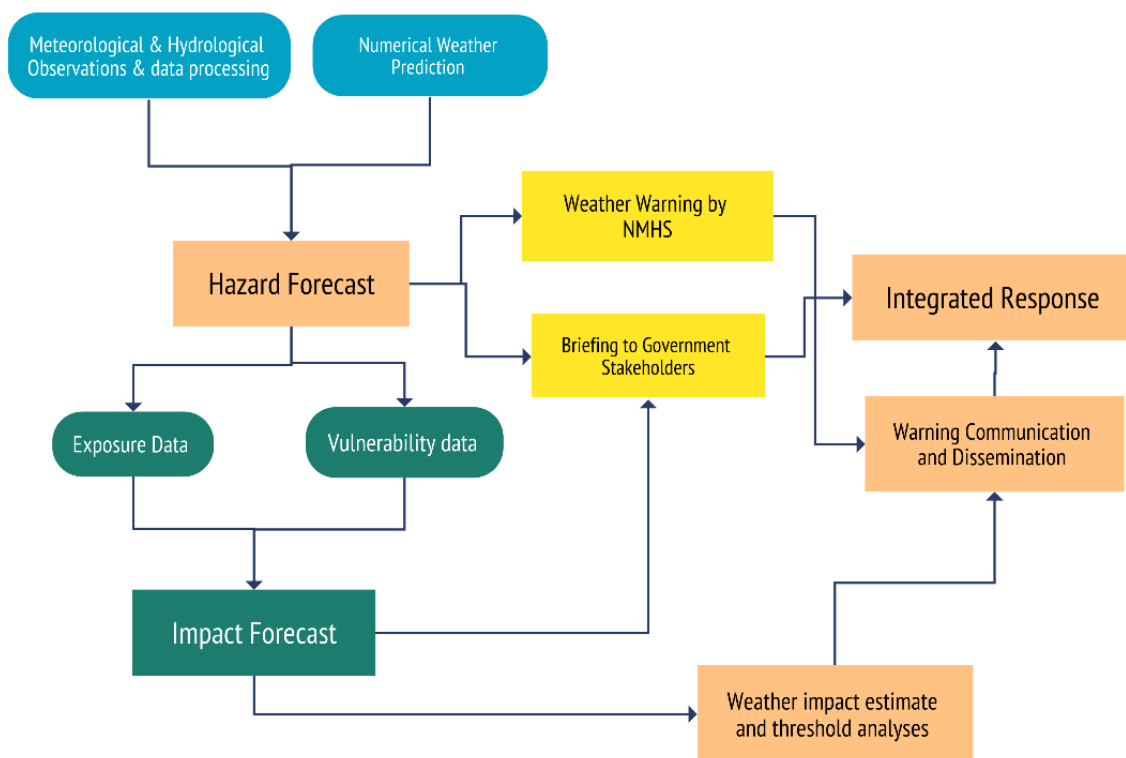 Meteorological & Hydrological
Observations & data processing
Numerical Weather
Prediction
Weather Warning by
NMHS
Hazard Forecast
Integrated Response
Briefing to Government
Stakeholders
Exposure Data
Vulnerability data
Warning Communication
and Dissemination
Impact Forecast
Weather impact estimate
and threshold analyses